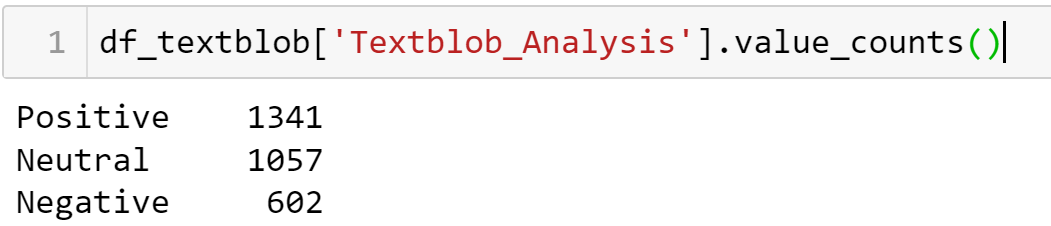 1 df_textblob['Textblob_Analysis'].value_counts()
Positive    1341
Neutral     1057
Negative     602